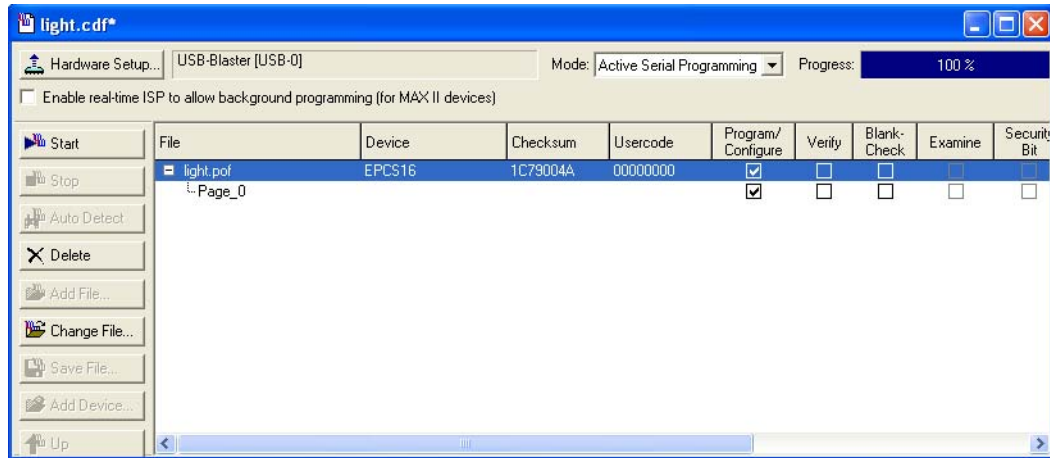 light.cdf*
Hardware Setup... USB-Blaster [USB-0] Mode: Active Serial Programming Progress: 100 %
Enable real-time ISP to allow background programming (for MAX II devices)
Start
Stop
Auto Detect
Delete
Add File...
Change File...
Save File...
Add Device...
Up
File Device Checksum Usercode Program/ Configure Verify Blank- Check Examine Security Bit
light.pof EPCS16 1C79004A 00000000
Page_0